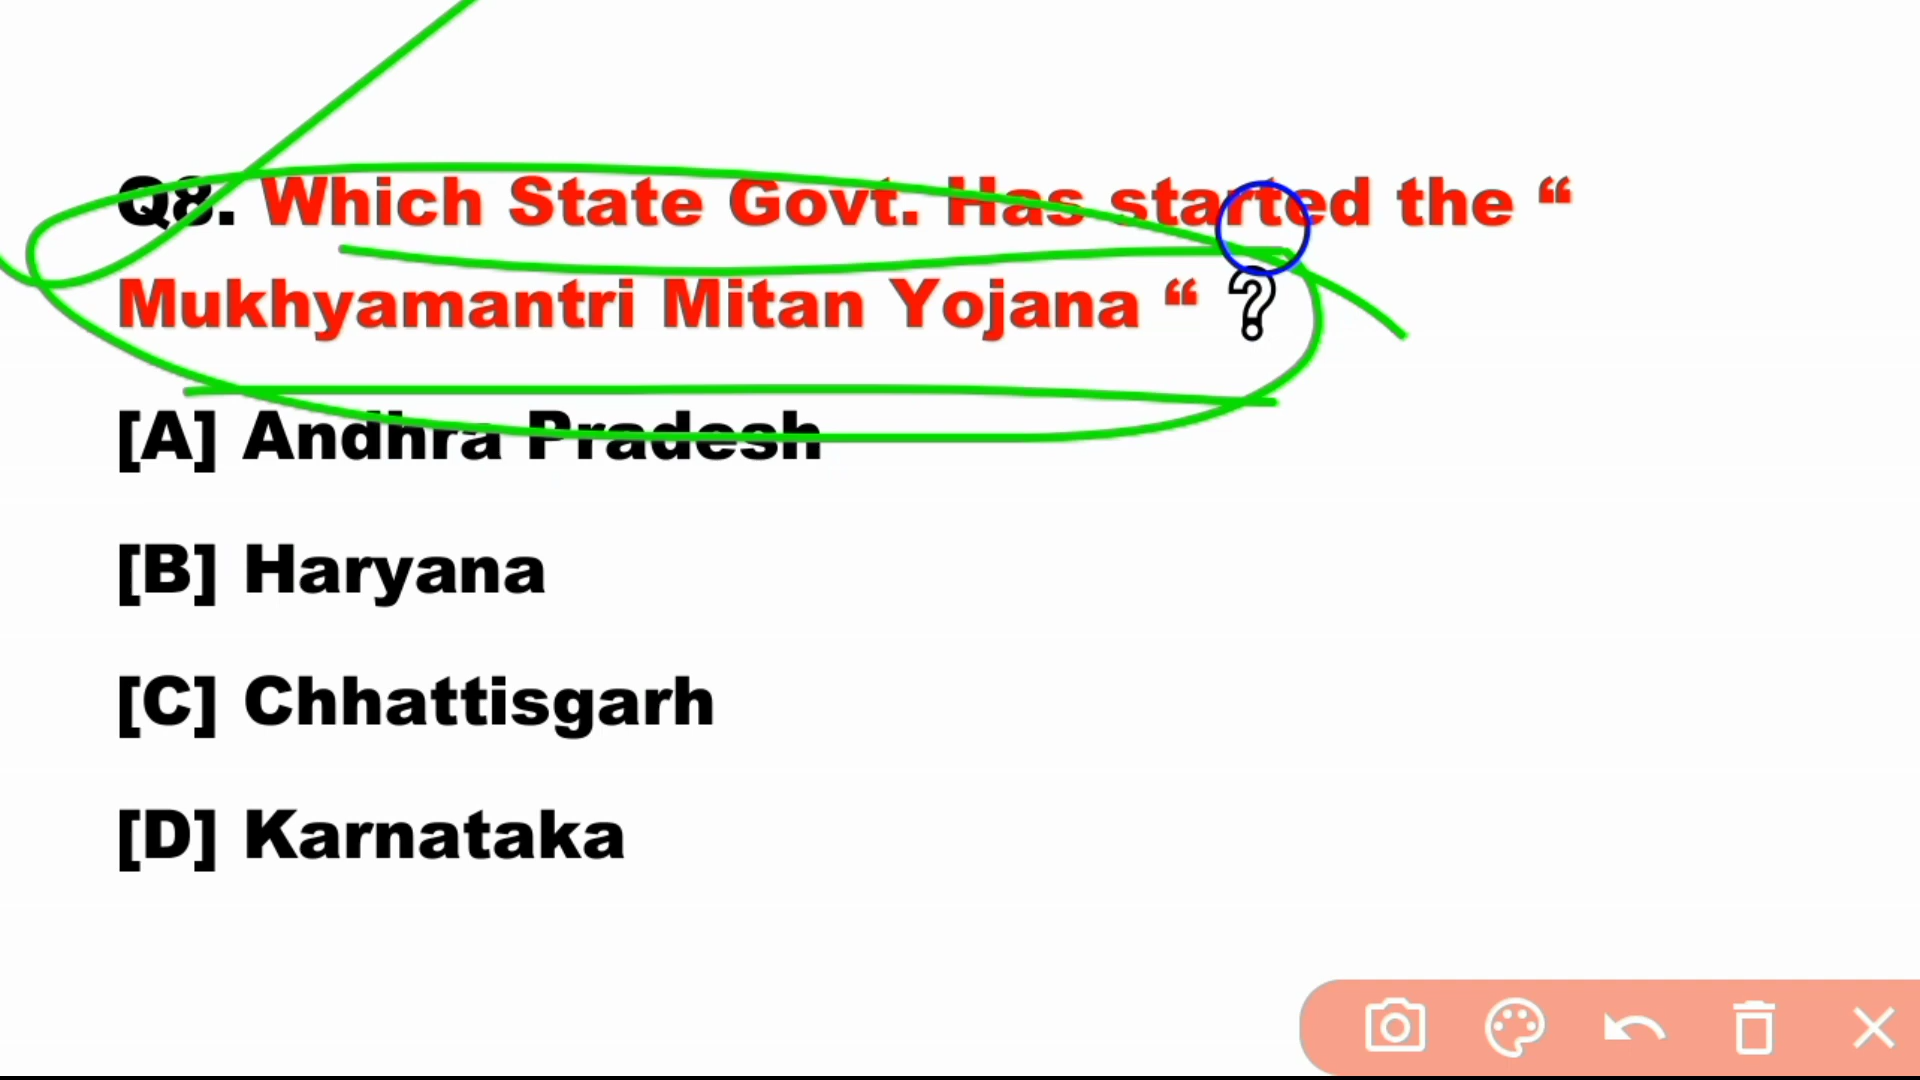 Q8. Which State Govt. Has started the “
Mukhyamantri Mitan Yojana “ ?
[A] Andhra Pradesh
[B] Haryana
[C] Chhattisgarh
[D] Karnataka